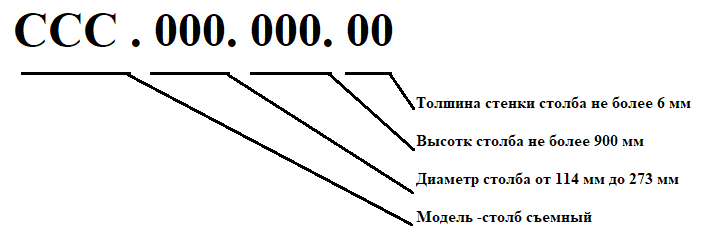 ССС . 000. 000. 00
Толшина стенки столба не более 6 мм
Высотк столба не более 900 мм
Диаметр столба от 114 мм до 273 мм
Модель -столб съемный